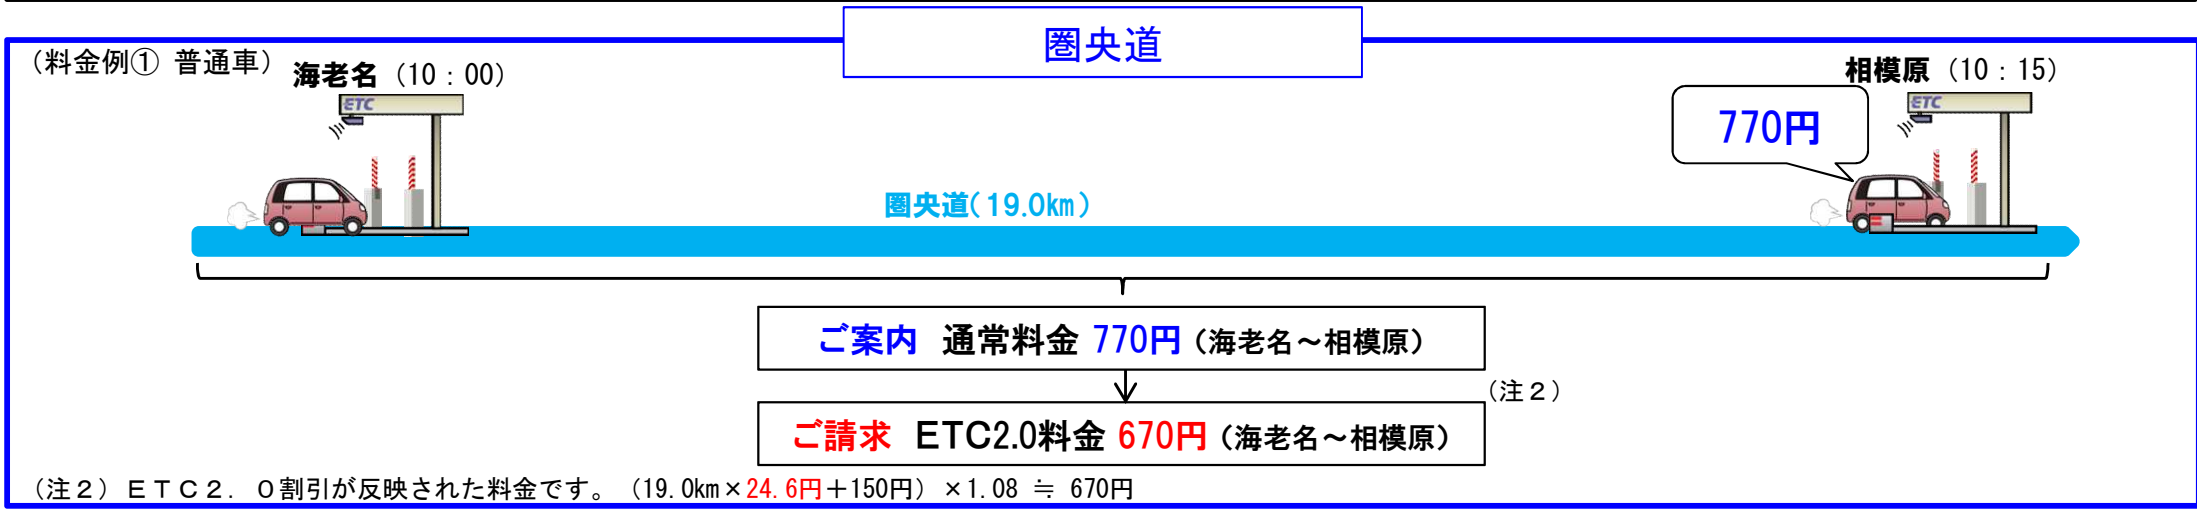 圏央道
（料金例① 普通車）
海老名（10：00）
相模原（10：15）
ETC
ETC
770円
圏央道（19.0km）
ご案内 通常料金 770円（海老名～相模原）
（注２）
ご請求 ＥＴＣ2.0料金 670円（海老名～相模原）
（注２）ＥＴＣ２．０割引が反映された料金です。（19.0km×24.6円＋150円）×1.08 ≒ 670円